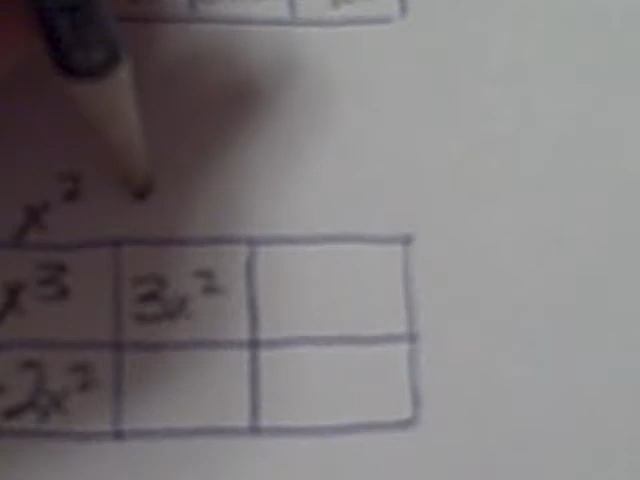 x²
x³ 3x²
-2x²